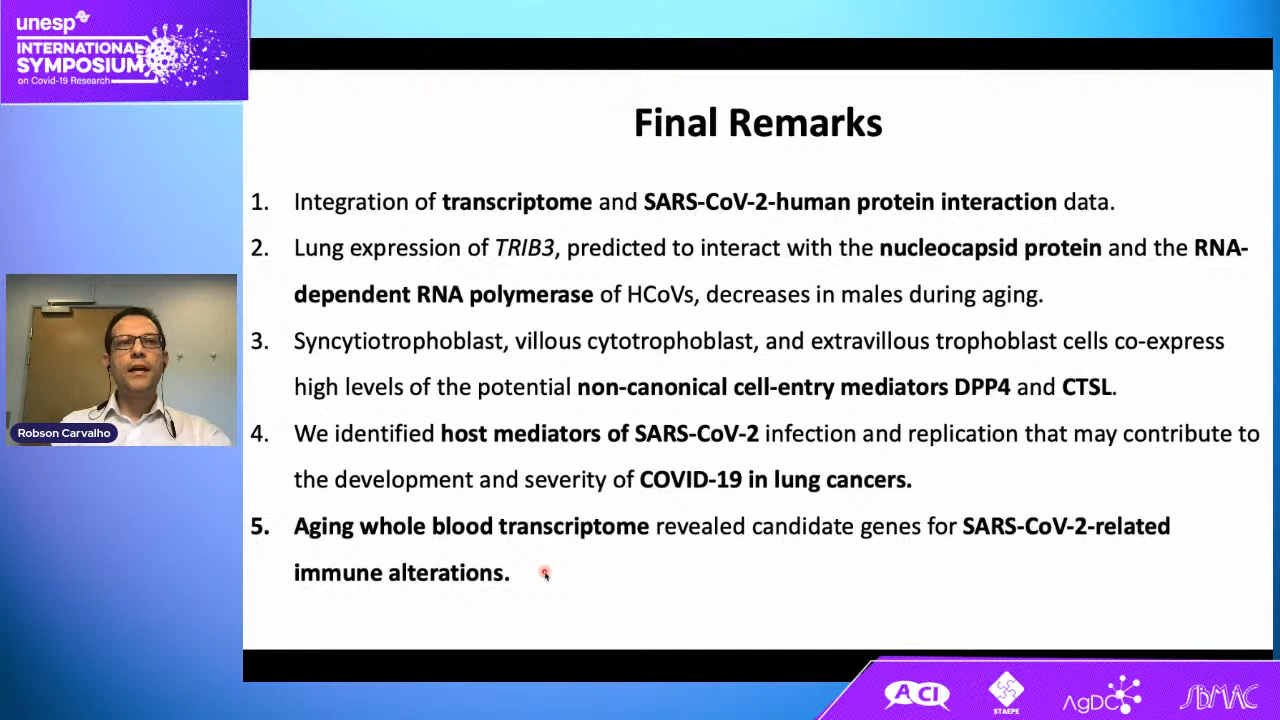 unesp
INTERNATIONAL
SYMPOSIUM
on Covid-19 Research
Final Remarks
1. Integration of transcriptome and SARS-CoV-2-human protein interaction data.
2. Lung expression of TRIB3, predicted to interact with the nucleocapsid protein and the RNA-
dependent RNA polymerase of HCoVs, decreases in males during aging.
3. Syncytiotrophoblast, villous cytotrophoblast, and extravillous trophoblast cells co-express
high levels of the potential non-canonical cell-entry mediators DPP4 and CTSL.
4. We identified host mediators of SARS-CoV-2 infection and replication that may contribute to
the development and severity of COVID-19 in lung cancers.
5. Aging whole blood transcriptome revealed candidate genes for SARS-CoV-2-related
immune alterations.
Robson Carvalho
ACI
STAEPE
AgDC
SBMAC